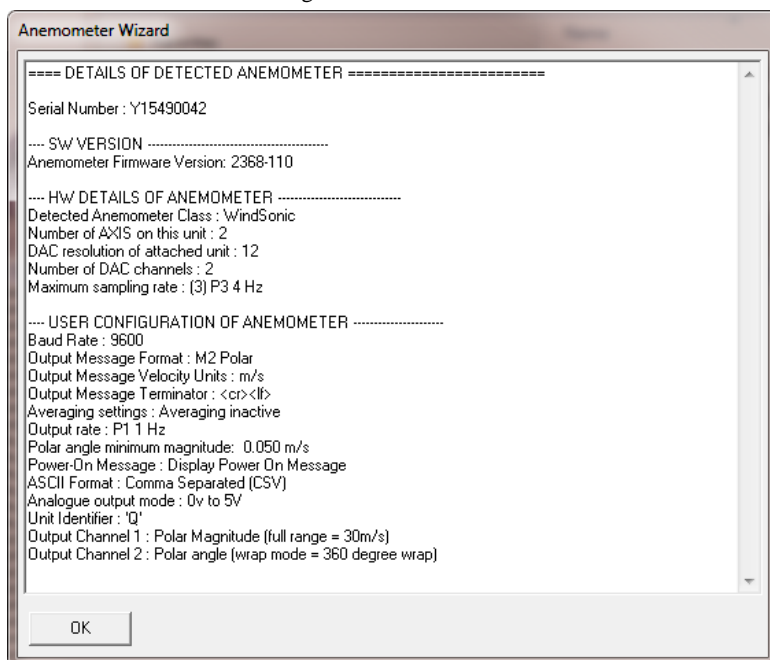 Anemometer Wizard
==== DETAILS OF DETECTED ANEMOMETER ========================
Serial Number : Y15490042
---- SW VERSION --------------------------------------------
Anemometer Firmware Version: 2368-110
---- HW DETAILS OF ANEMOMETER ------------------------------
Detected Anemometer Class : WindSonic
Number of AXIS on this unit : 2
DAC resolution of attached unit : 12
Number of DAC channels : 2
Maximum sampling rate : (3) P3 4 Hz
---- USER CONFIGURATION OF ANEMOMETER ----------------------
Baud Rate : 9600
Output Message Format : M2 Polar
Output Message Velocity Units : m/s
Output Message Terminator : <cr><lf>
Averaging settings : Averaging inactive
Output rate : P1 1 Hz
Polar angle minimum magnitude:  0.050 m/s
Power-On Message : Display Power On Message
ASCII Format : Comma Separated (CSV)
Analogue output mode : 0v to 5V
Unit Identifier : 'Q'
Output Channel 1 : Polar Magnitude (full range = 30m/s)
Output Channel 2 : Polar angle (wrap mode = 360 degree wrap)
OK